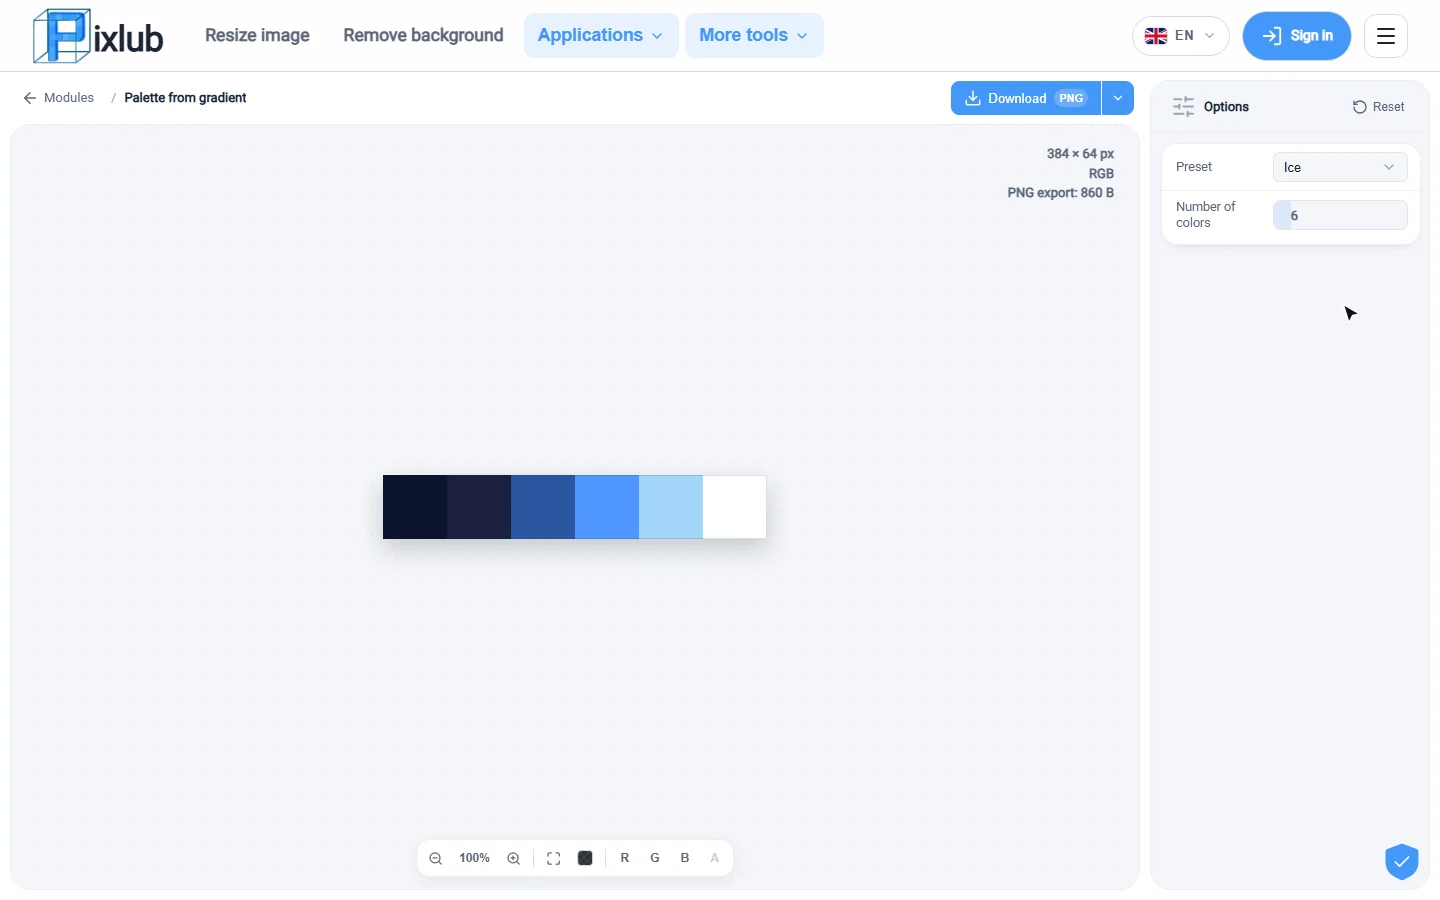 Pixlub
Resize image
Remove background
Applications
More tools
EN
Sign in
Modules / Palette from gradient
Download PNG
Options
Reset
384 × 64 px
RGB
PNG export: 860 B
Preset
Ice
Number of
colors
6
100%
R G B A